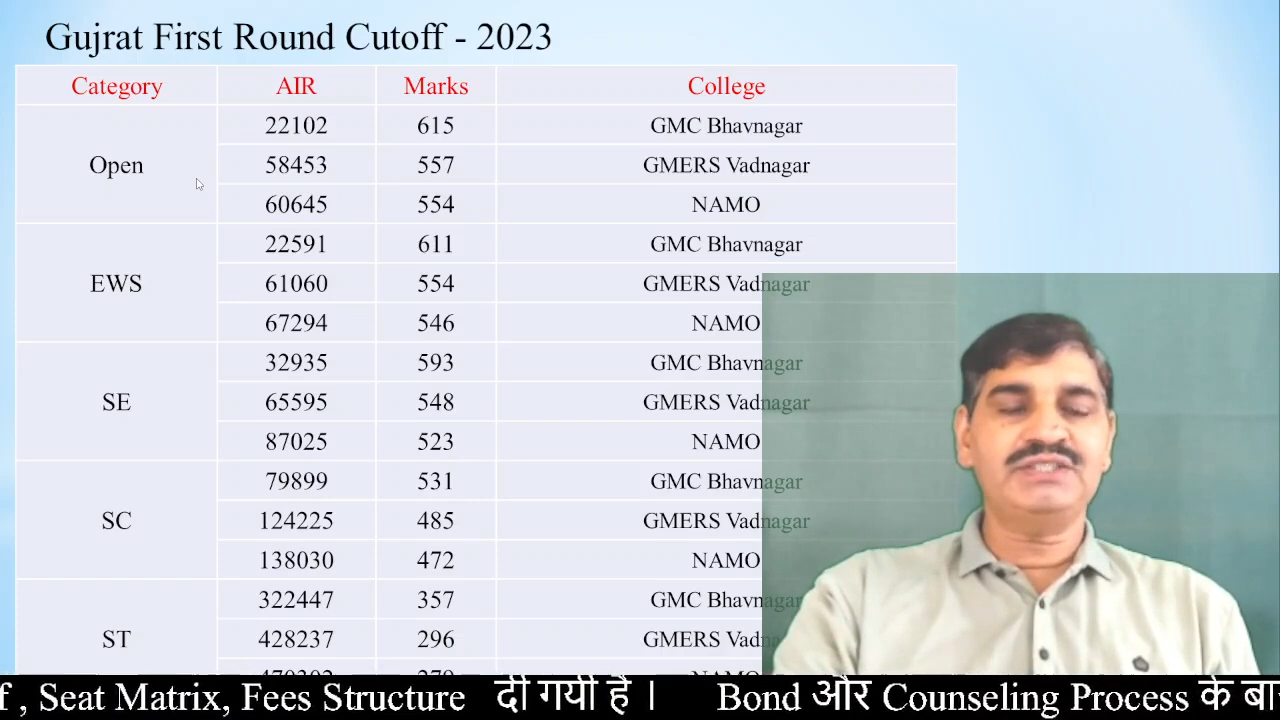 Gujrat First Round Cutoff - 2023
Category AIR Marks College
Open
22102 615 GMC Bhavnagar
58453 557 GMERS Vadnagar
60645 554 NAMO
EWS
22591 611 GMC Bhavnagar
61060 554 GMERS Vadnagar
67294 546 NAMO
SE
32935 593 GMC Bhavnagar
65595 548 GMERS Vadnagar
87025 523 NAMO
SC
79899 531 GMC Bhavnagar
124225 485 GMERS Vadnagar
138030 472 NAMO
ST
322447 357 GMC Bhavnagar
428237 296 GMERS Vadnagar
, Seat Matrix, Fees Structure दी गयी है । Bond और Counseling Process के